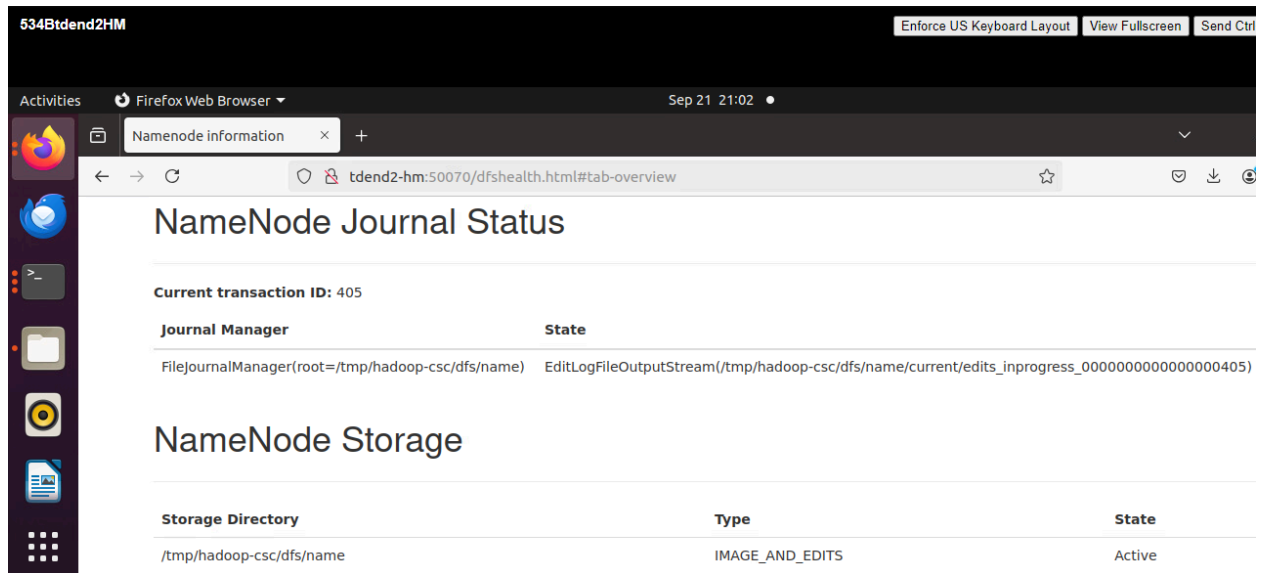 534Btdend2HM
Enforce US Keyboard Layout View Fullscreen Send Ctrl
Activities Firefox Web Browser Sep 21 21:02
Namenode information × +
tdend2-hm:50070/dfshealth.html#tab-overview
NameNode Journal Status
Current transaction ID: 405
Journal Manager State
FileJournalManager(root=/tmp/hadoop-csc/dfs/name) EditLogFileOutputStream(/tmp/hadoop-csc/dfs/name/current/edits_inprogress_0000000000000000405)
NameNode Storage
Storage Directory Type State
/tmp/hadoop-csc/dfs/name IMAGE_AND_EDITS Active